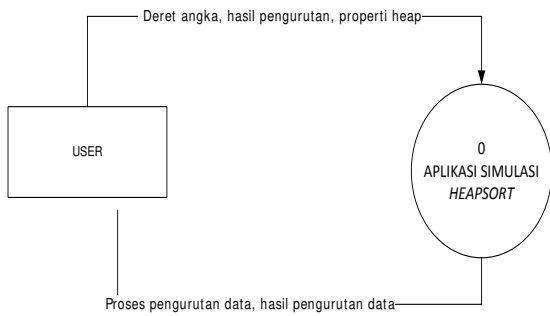 Deret angka, hasil pengurutan, properti heap
USER
0
APLIKASI SIMULASI
HEAPSORT
Proses pengurutan data, hasil pengurutan data